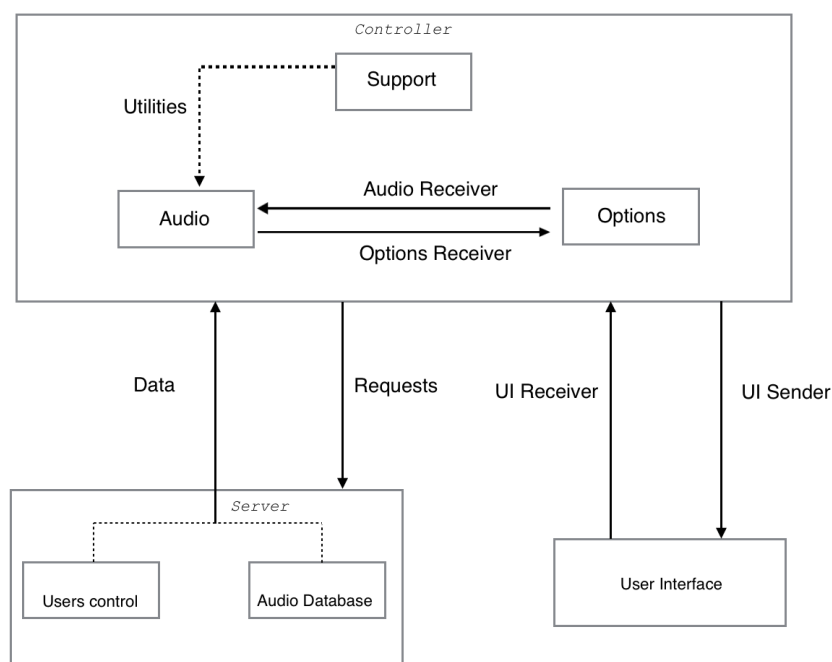 Controller
Support
Utilities
Audio Receiver
Audio
Options
Options Receiver
Data
Requests
UI Receiver
UI Sender
Server
Users control
Audio Database
User Interface